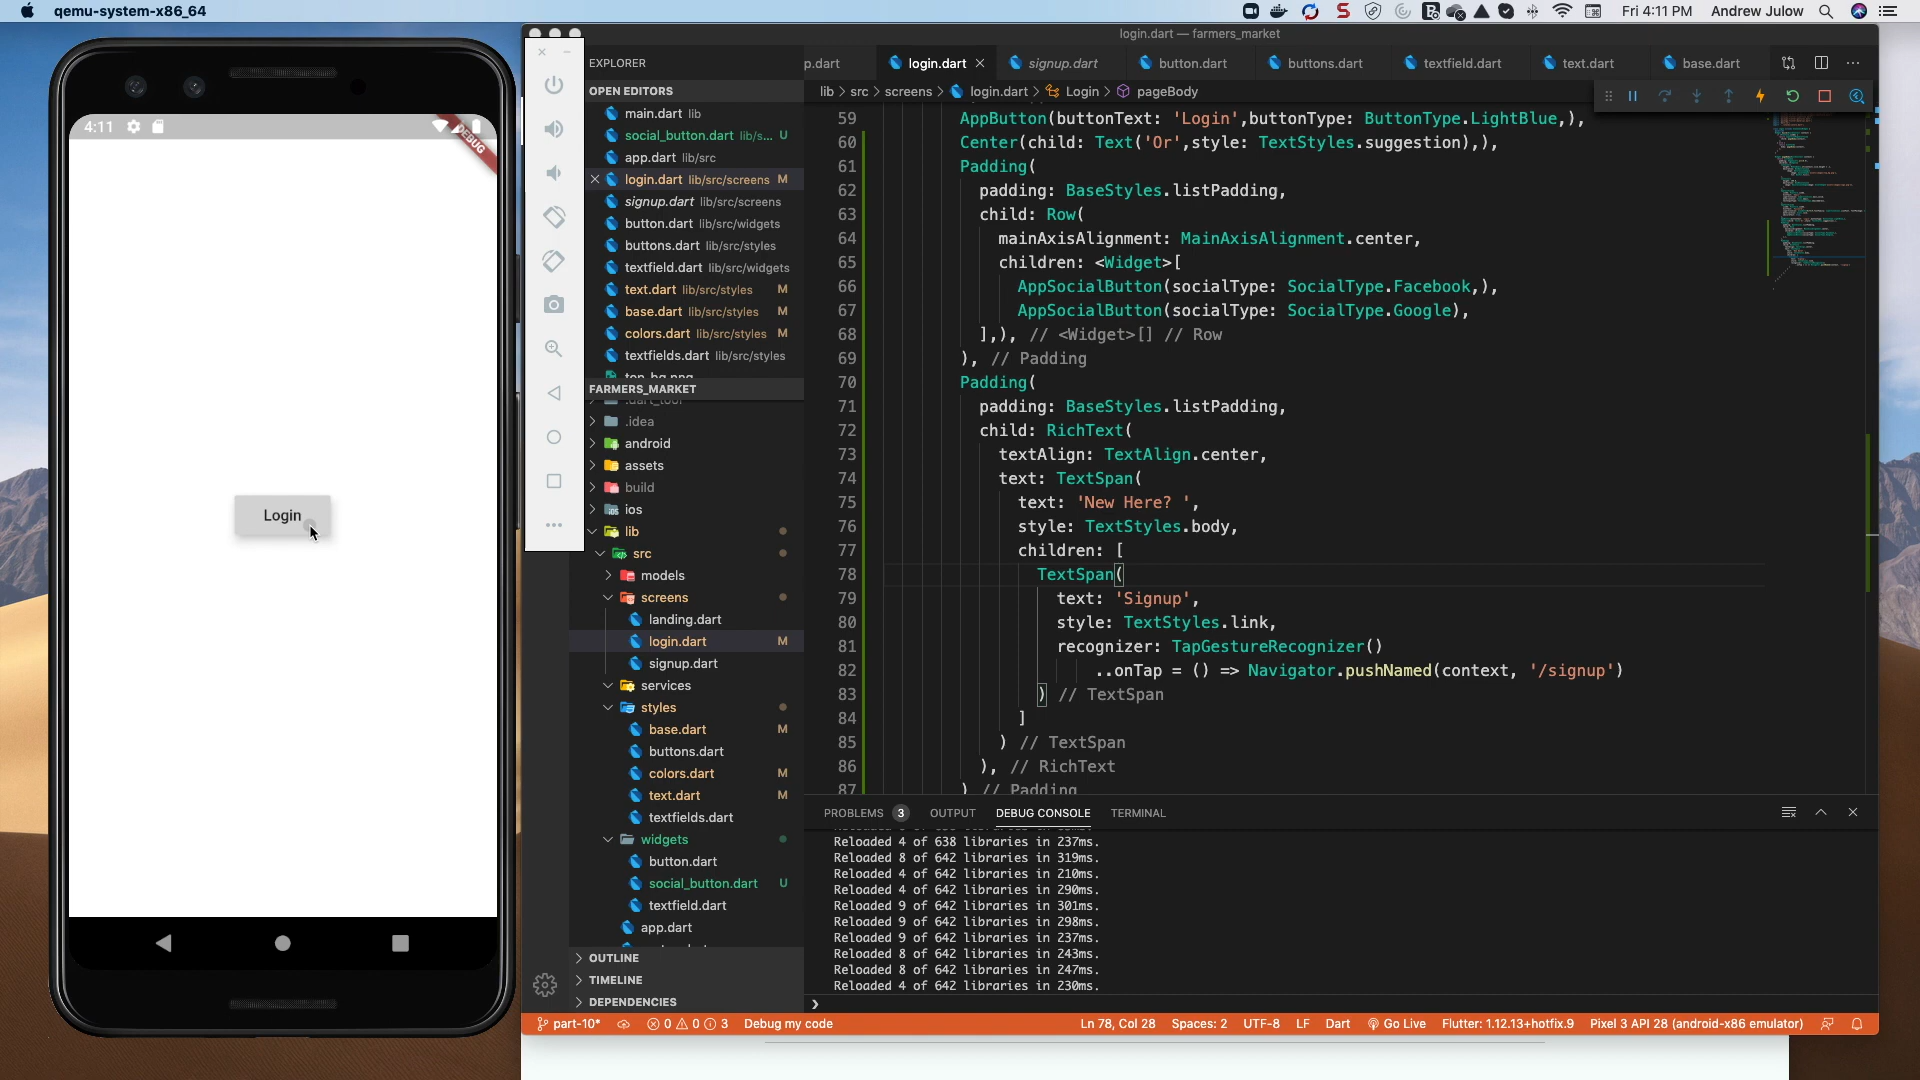 qemu-system-x86_64
Fri 4:11 PM
Andrew Julow
4:11
DEBUG
Login
login.dart — farmers_market
EXPLORER
p.dart
login.dart
signup.dart
button.dart
buttons.dart
textfield.dart
text.dart
base.dart
lib > src > screens > login.dart > Login > pageBody
OPEN EDITORS
main.dart lib
social_button.dart lib/s... U
app.dart lib/src
login.dart lib/src/screens M
signup.dart lib/src/screens
button.dart lib/src/widgets
buttons.dart lib/src/styles
textfield.dart lib/src/widgets
text.dart lib/src/styles M
base.dart lib/src/styles M
colors.dart lib/src/styles M
textfields.dart lib/src/styles
FARMERS_MARKET
.idea
android
assets
build
ios
lib
src
models
screens
landing.dart
login.dart M
signup.dart
services
styles
base.dart M
buttons.dart
colors.dart M
text.dart M
textfields.dart
widgets
button.dart
social_button.dart U
textfield.dart
app.dart
OUTLINE
TIMELINE
DEPENDENCIES
59 AppButton(buttonText: 'Login',buttonType: ButtonType.LightBlue,),
60 Center(child: Text('Or',style: TextStyles.suggestion),),
61 Padding(
62 padding: BaseStyles.listPadding,
63 child: Row(
64 mainAxisAlignment: MainAxisAlignment.center,
65 children: <Widget>[
66 AppSocialButton(socialType: SocialType.Facebook,),
67 AppSocialButton(socialType: SocialType.Google),
68 ],), // <Widget>[] // Row
69 ), // Padding
70 Padding(
71 padding: BaseStyles.listPadding,
72 child: RichText(
73 textAlign: TextAlign.center,
74 text: TextSpan(
75 text: 'New Here? ',
76 style: TextStyles.body,
77 children: [
78 TextSpan(
79 text: 'Signup',
80 style: TextStyles.link,
81 recognizer: TapGestureRecognizer()
82 ..onTap = () => Navigator.pushNamed(context, '/signup')
83 ) // TextSpan
84 ]
85 ) // TextSpan
86 ), // RichText
87 ) // Padding
PROBLEMS 3 OUTPUT DEBUG CONSOLE TERMINAL
Reloaded 4 of 638 libraries in 237ms.
Reloaded 8 of 642 libraries in 319ms.
Reloaded 4 of 642 libraries in 210ms.
Reloaded 4 of 642 libraries in 290ms.
Reloaded 9 of 642 libraries in 301ms.
Reloaded 9 of 642 libraries in 298ms.
Reloaded 9 of 642 libraries in 237ms.
Reloaded 8 of 642 libraries in 243ms.
Reloaded 8 of 642 libraries in 247ms.
Reloaded 4 of 642 libraries in 230ms.
part-10* 0 0 3 Debug my code Ln 78, Col 28 Spaces: 2 UTF-8 LF Dart Go Live Flutter: 1.12.13+hotfix.9 Pixel 3 API 28 (android-x86 emulator)